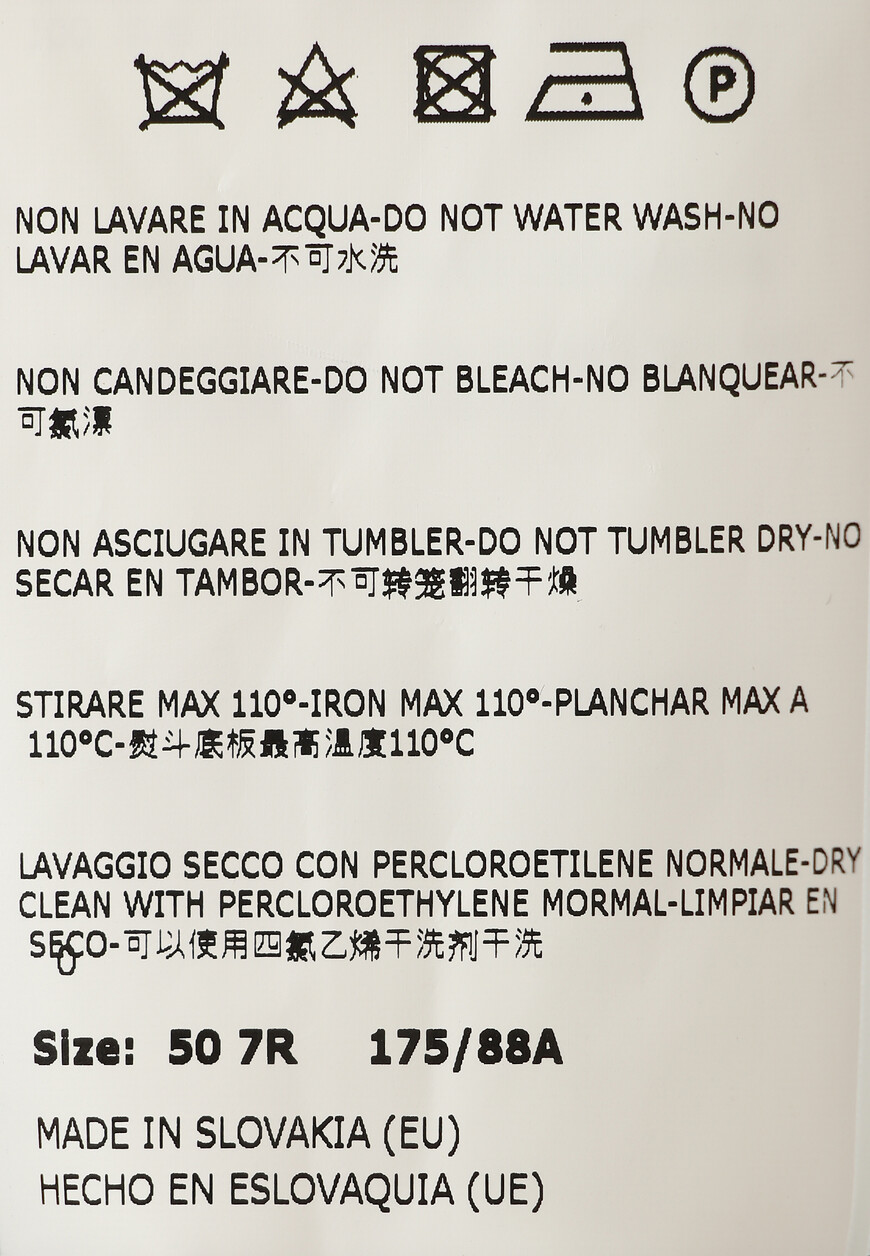 P
NON LAVARE IN ACQUA-DO NOT WATER WASH-NO
LAVAR EN AGUA-不可水洗
NON CANDEGGIARE-DO NOT BLEACH-NO BLANQUEAR-不
可氯漂
NON ASCIUGARE IN TUMBLER-DO NOT TUMBLER DRY-NO
SECAR EN TAMBOR-不可转笼翻转干燥
STIRARE MAX 110°-IRON MAX 110°-PLANCHAR MAX A
110°C-熨斗底板最高温度110°C
LAVAGGIO SECCO CON PERCLOROETILENE NORMALE-DRY
CLEAN WITH PERCLOROETHYLENE MORMAL-LIMPIAR EN
SECO-可以使用四氯乙烯干洗剂干洗
Size: 50 7R 175/88A
MADE IN SLOVAKIA (EU)
HECHO EN ESLOVAQUIA (UE)